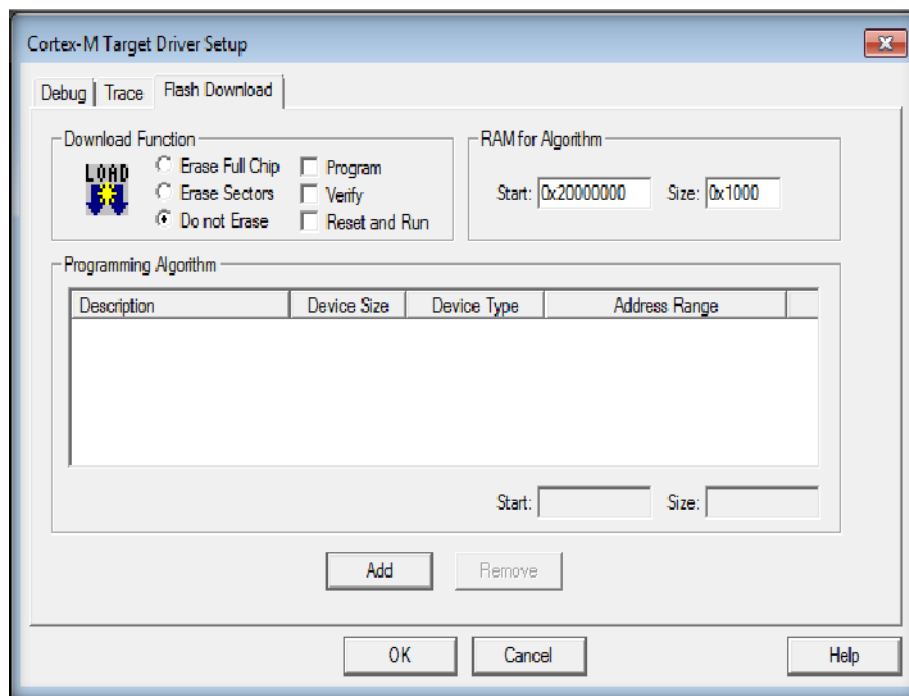 Cortex-M Target Driver Setup
Debug Trace Flash Download
Download Function
LOAD
Erase Full Chip Program
Erase Sectors Verify
Do not Erase Reset and Run
RAM for Algorithm
Start: 0x20000000 Size: 0x1000
Programming Algorithm
Description Device Size Device Type Address Range
Start: Size:
Add Remove
OK Cancel Help